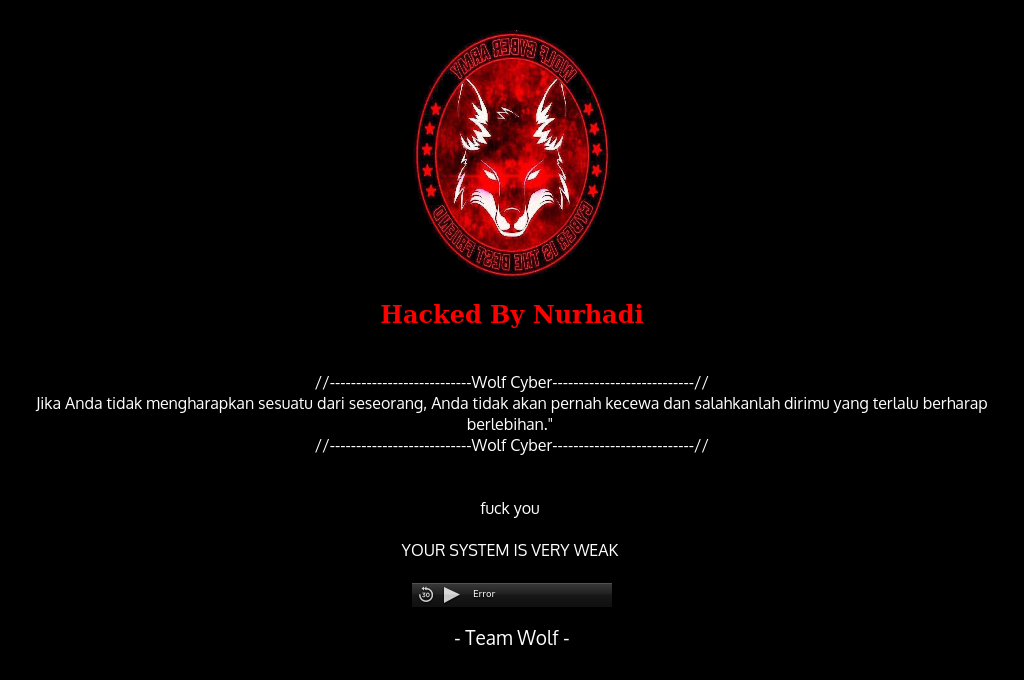 WOLF CYBER ARMY
CYBER IS THE BEST FRIEND
Hacked By Nurhadi
//---------------------------Wolf Cyber---------------------------//
Jika Anda tidak mengharapkan sesuatu dari seseorang, Anda tidak akan pernah kecewa dan salahkanlah dirimu yang terlalu berharap
berlebihan."
//---------------------------Wolf Cyber---------------------------//
fuck you
YOUR SYSTEM IS VERY WEAK
30 Error
- Team Wolf -